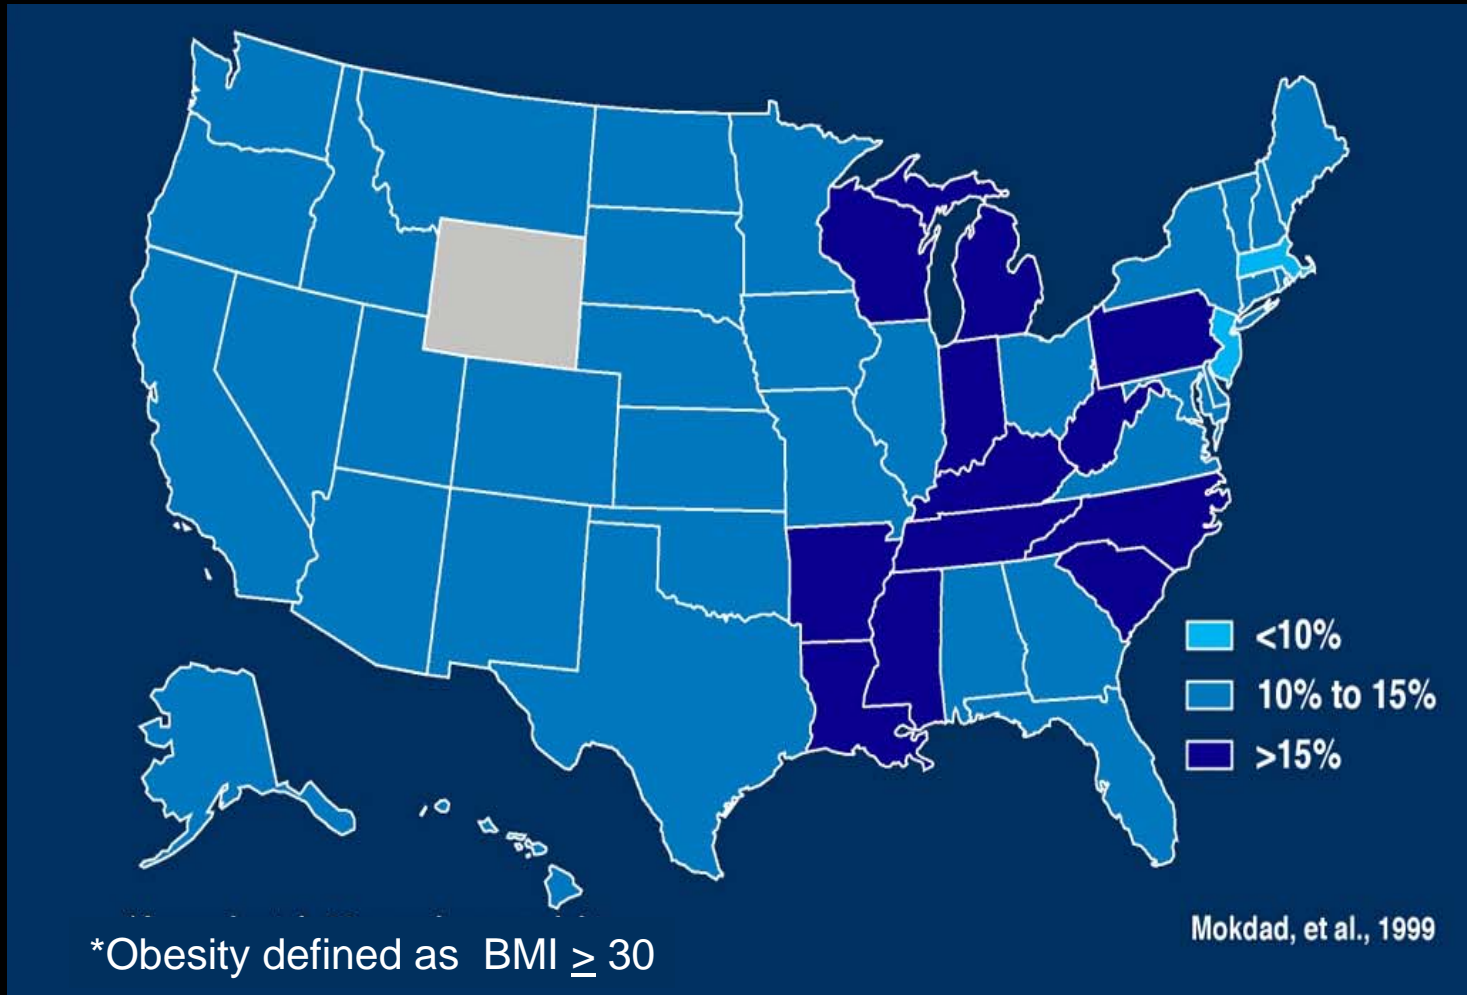 <10%
10% to 15%
>15%
Mokdad, et al., 1999
*Obesity defined as BMI ≥ 30